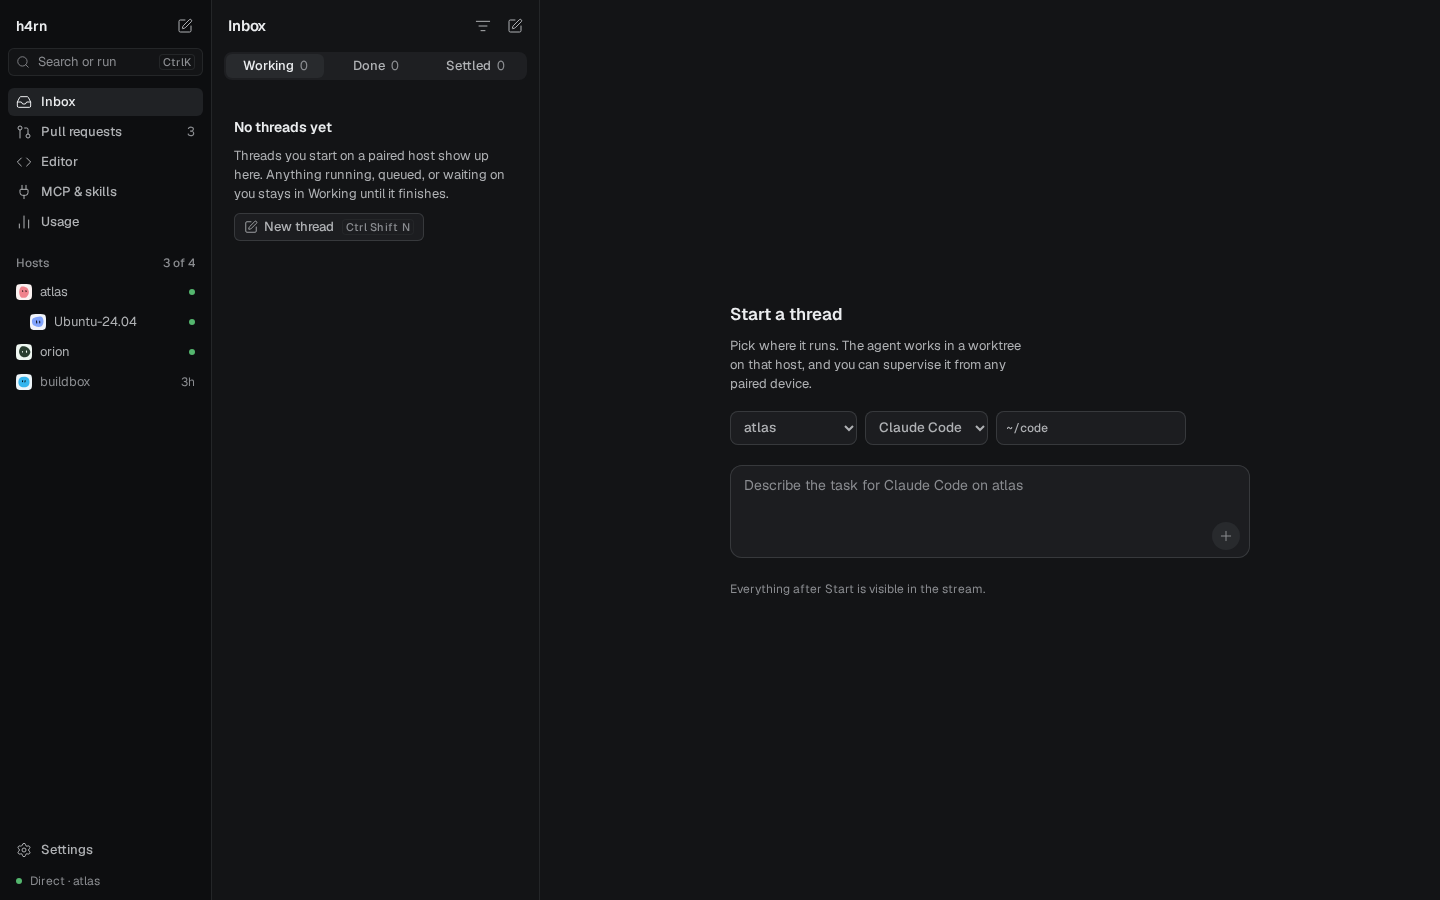 h4rn
Search or run
CtrlK
Inbox
Pull requests 3
Editor
MCP & skills
Usage
Hosts 3 of 4
atlas
Ubuntu-24.04
orion
buildbox 3h
Settings
Direct · atlas
Inbox
Working 0 Done 0 Settled 0
No threads yet
Threads you start on a paired host show up
here. Anything running, queued, or waiting on
you stays in Working until it finishes.
New thread Ctrl Shift N
Start a thread
Pick where it runs. The agent works in a worktree
on that host, and you can supervise it from any
paired device.
atlas Claude Code ~/code
Describe the task for Claude Code on atlas
Everything after Start is visible in the stream.